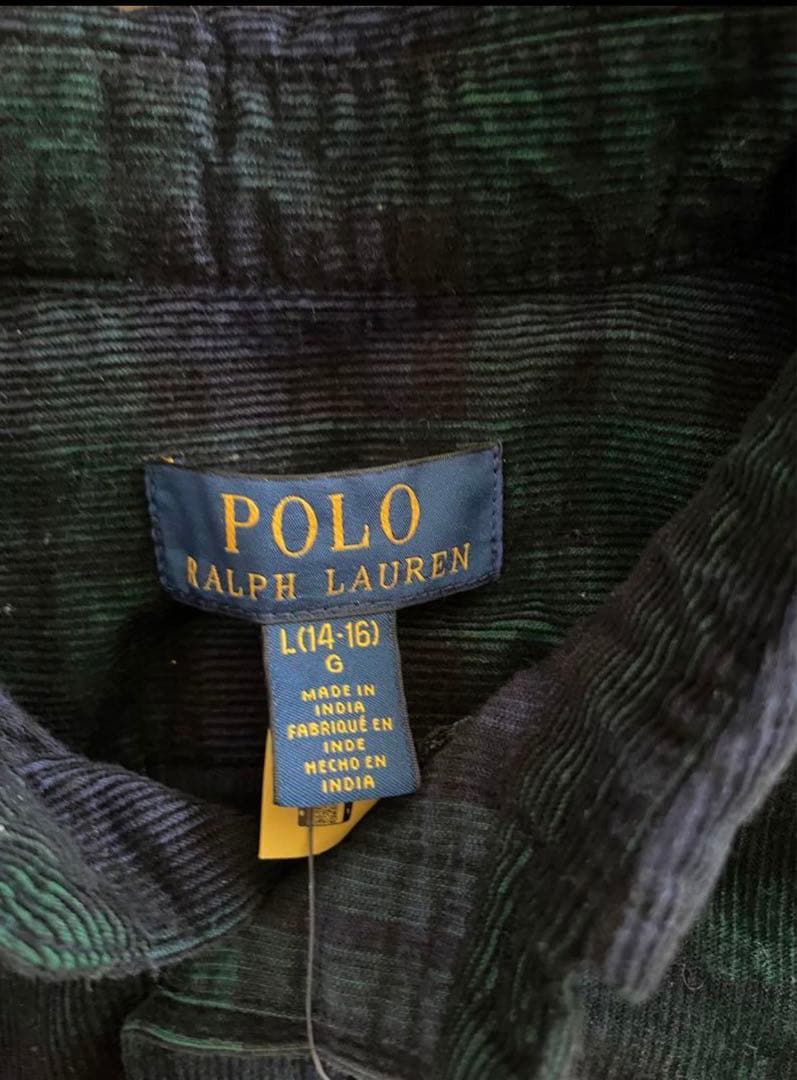 POLO
RALPH LAUREN
L(14-16)
G
MADE IN
INDIA
FABRIQUÉ EN
INDE
HECHO EN
INDIA